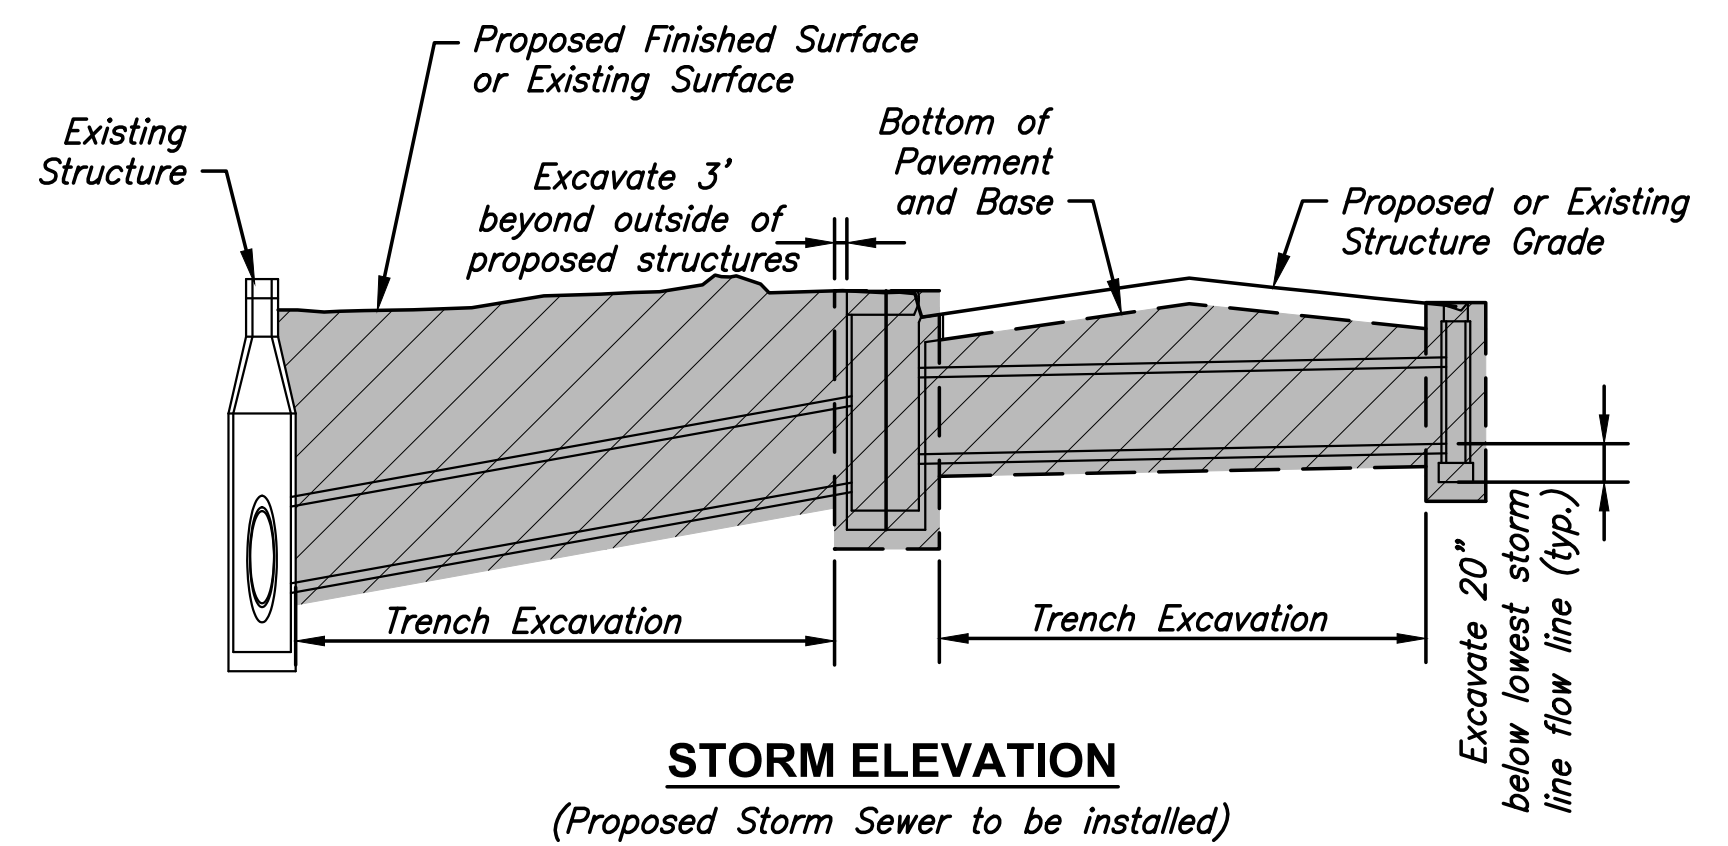 Proposed Finished Surface
or Existing Surface
Existing
Structure
Excavate 3'
beyond outside of
proposed structures
Bottom of
Pavement
and Base
Proposed or Existing
Structure Grade
Trench Excavation
Trench Excavation
Excavate 20"
below lowest storm
line flow line (typ.)
STORM ELEVATION
(Proposed Storm Sewer to be installed)